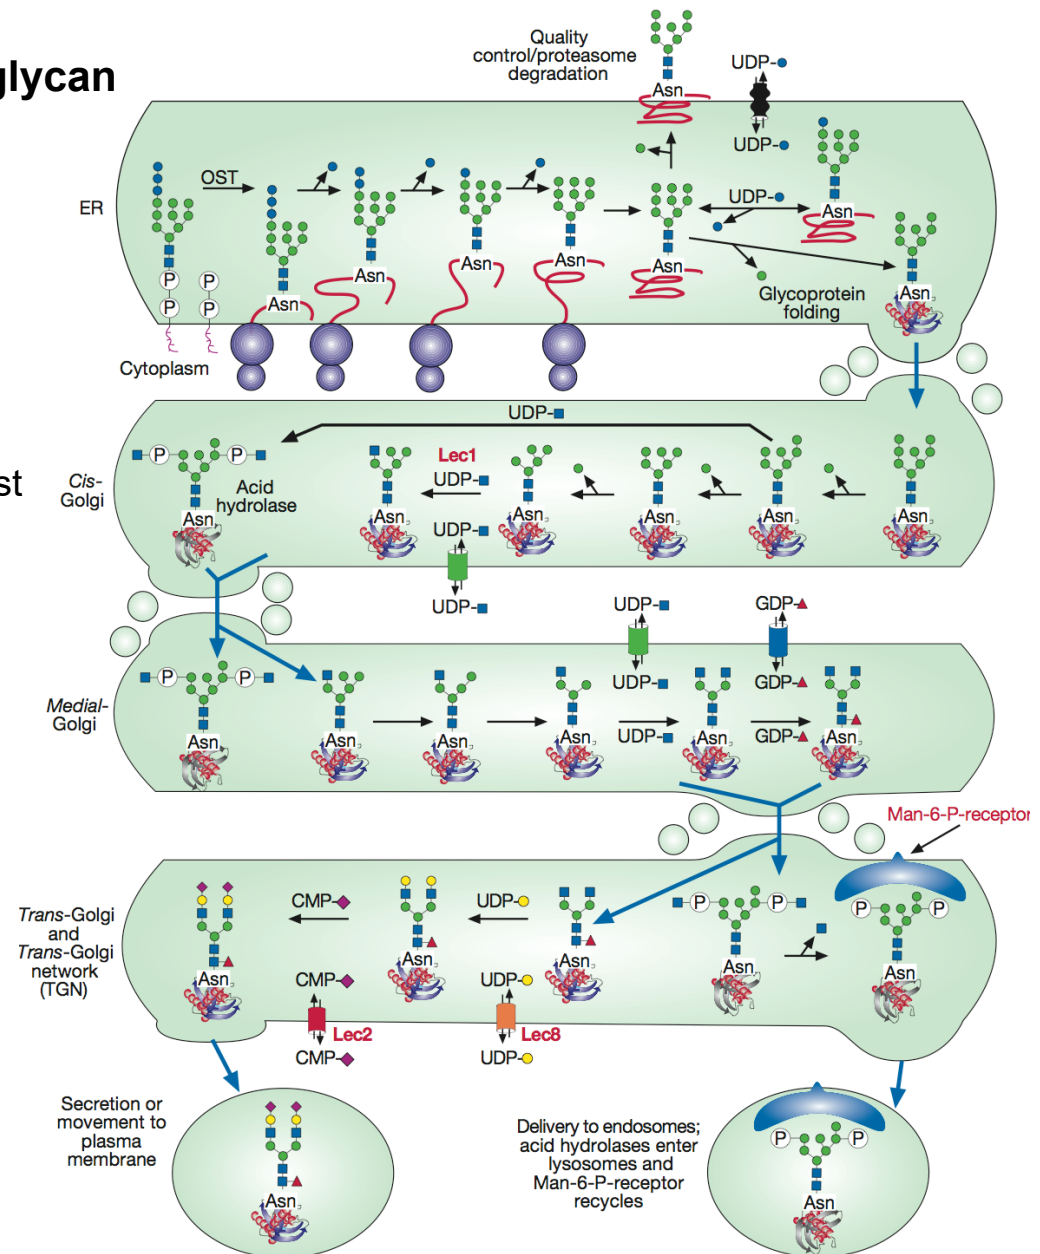 glycan
Quality
control/proteasome
degradation
Asn
UDP-
UDP-
ER
OST
UDP-
Asn
Asn
Asn
Asn
Asn
Asn
Asn
P
P
P
P
Glycoprotein
folding
Cytoplasm
UDP-
st
Cis-
Golgi
P
P
Acid
hydrolase
Lec1
UDP-
UDP-
UDP-
Asn
Asn
Asn
Asn
Asn
Asn
UDP-
GDP-
P
P
Medial-
Golgi
UDP-
GDP-
UDP-
GDP-
Asn
Asn
Asn
Asn
Asn
Asn
Man-6-P-receptor
Trans-Golgi
and
Trans-Golgi
network
(TGN)
CMP-
UDP-
P
P
P
P
Asn
Asn
Asn
Asn
Asn
CMP-
UDP-
Lec2
Lec8
CMP-
UDP-
Secretion or
movement to
plasma
membrane
Asn
Delivery to endosomes;
acid hydrolases enter
lysosomes and
Man-6-P-receptor
recycles
P
P
Asn